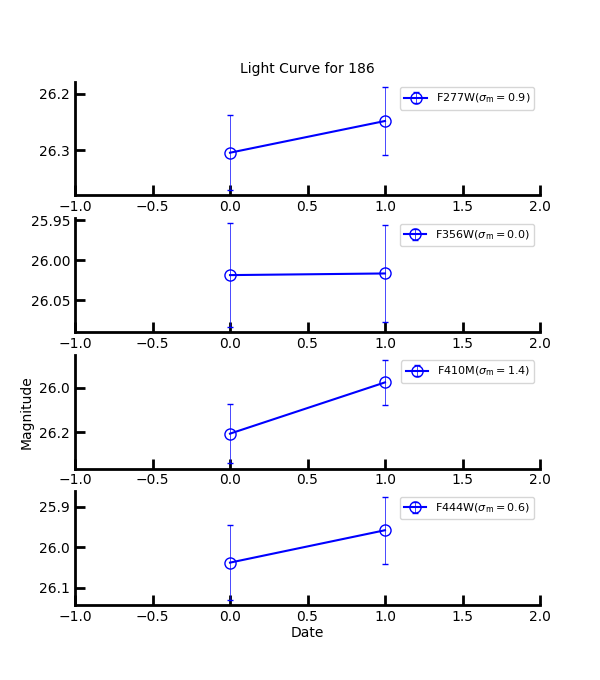 Light Curve for 186
26.2
26.3
F277W(σm = 0.9)
−1.0 −0.5 0.0 0.5 1.0 1.5 2.0
25.95
26.00
26.05
F356W(σm = 0.0)
−1.0 −0.5 0.0 0.5 1.0 1.5 2.0
26.0
26.2
F410M(σm = 1.4)
−1.0 −0.5 0.0 0.5 1.0 1.5 2.0
Magnitude
25.9
26.0
26.1
F444W(σm = 0.6)
−1.0 −0.5 0.0 0.5 1.0 1.5 2.0
Date